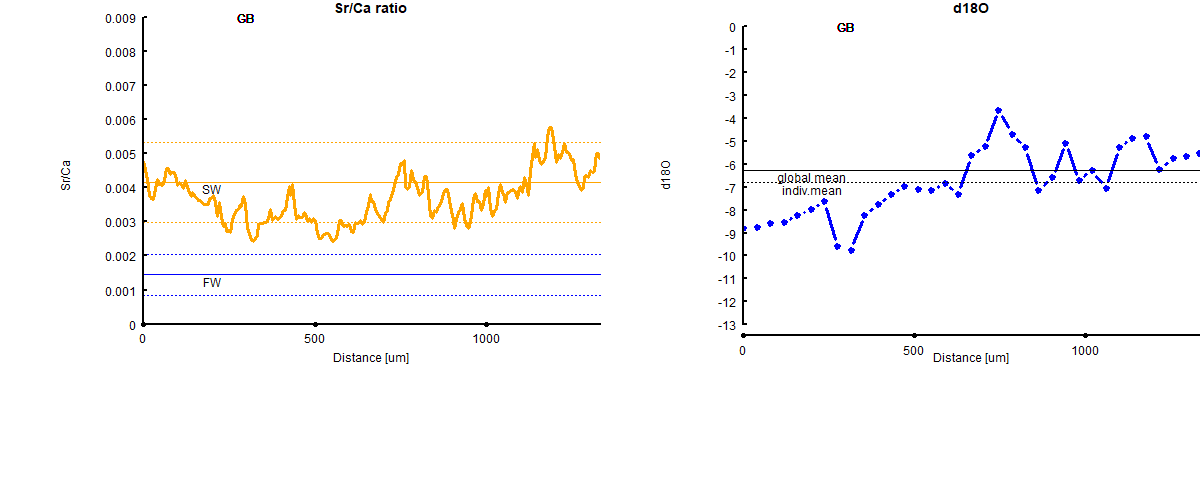 Sr/Ca ratio
GB
0.009
0.008
0.007
0.006
0.005
0.004
0.003
0.002
0.001
0
Sr/Ca
SW
FW
0
500
1000
Distance [um]
d18O
GB
0
-1
-2
-3
-4
-5
-6
-7
-8
-9
-10
-11
-12
-13
d18O
global mean
indiv.mean
0
500
1000
Distance [um]